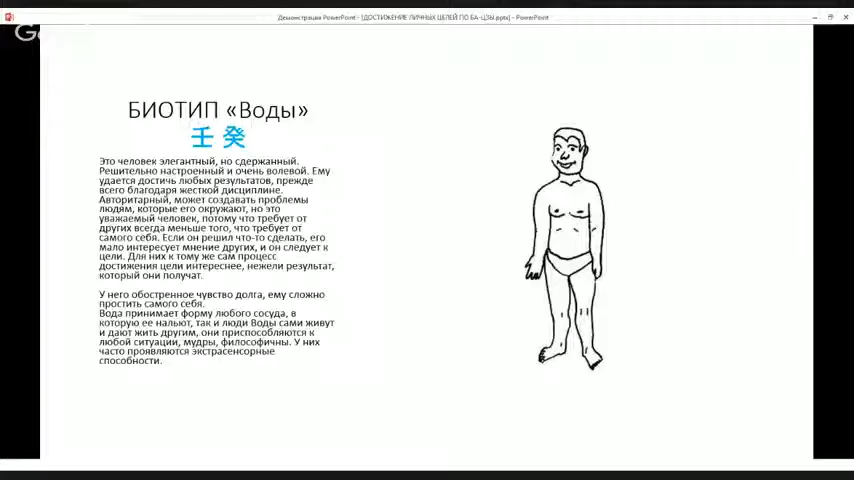 Демонстрация PowerPoint - [ДОСТИЖЕНИЕ ЛИЧНЫХ ЦЕЛЕЙ ПО БА-ЦЗЫ.pptx] - PowerPoint
БИОТИП «Воды»
壬 癸
Это человек элегантный, но сдержанный.
Решительно настроенный и очень волевой. Ему
удается достичь любых результатов, прежде
всего благодаря жесткой дисциплине.
Авторитарный, может создавать проблемы
людям, которые его окружают, но это
уважаемый человек, потому что требует от
других всегда меньше того, что требует от
самого себя. Если он решил что-то сделать, его
мало интересует мнение других, и он следует к
цели. Для них к тому же сам процесс
достижения цели интереснее, нежели результат,
который они получат.
У него обостренное чувство долга, ему сложно
простить самого себя.
Вода принимает форму любого сосуда, в
которую ее нальют, так и люди Воды сами живут
и дают жить другим, они приспособляются к
любой ситуации, мудры, философичны. У них
часто проявляются экстрасенсорные
способности.